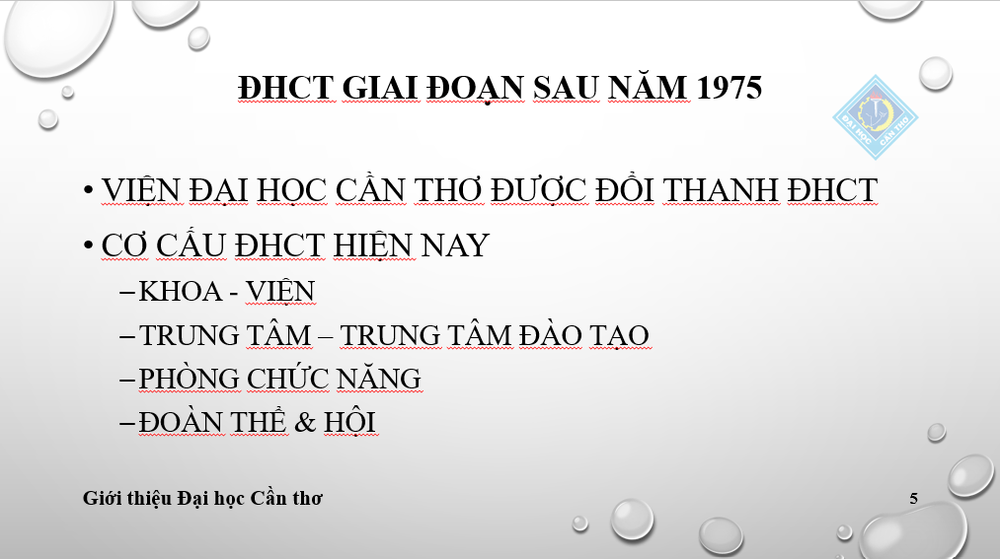 ĐHCT GIAI ĐOẠN SAU NĂM 1975
ĐẠI HỌC CẦN THƠ
• VIỆN ĐẠI HỌC CẦN THƠ ĐƯỢC ĐỔI THANH ĐHCT
• CƠ CẤU ĐHCT HIỆN NAY
–KHOA - VIỆN
–TRUNG TÂM – TRUNG TÂM ĐÀO TẠO
–PHÒNG CHỨC NĂNG
–ĐOÀN THỂ & HỘI
Giới thiệu Đại học Cần thơ
5